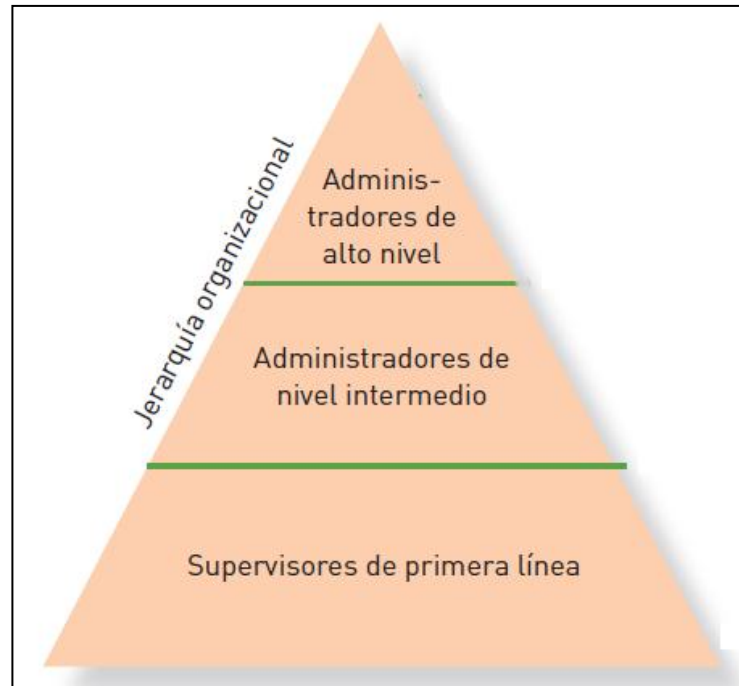 Jerarquía organizacional
Adminis-
tradores de
alto nivel
Administradores de
nivel intermedio
Supervisores de primera línea